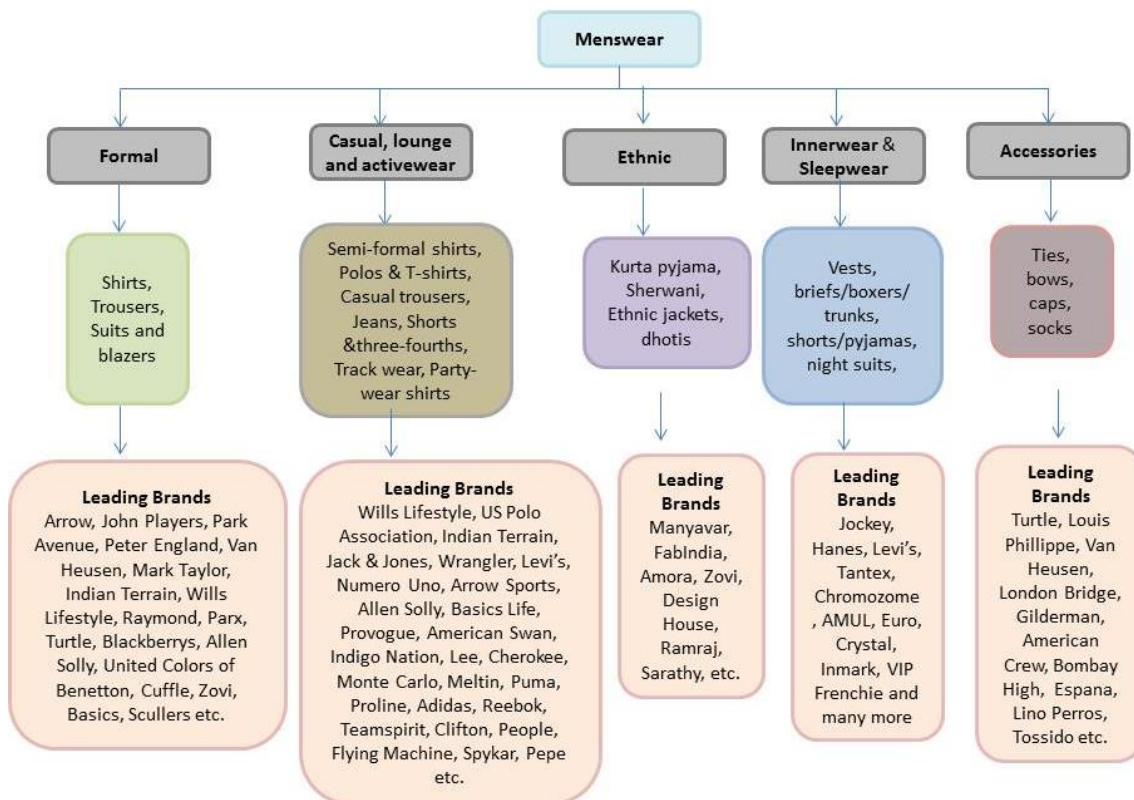 Menswear
Formal
Casual, lounge
and activewear
Ethnic
Innerwear &
Sleepwear
Accessories
Shirts,
Trousers,
Suits and
blazers
Semi-formal shirts,
Polos & T-shirts,
Casual trousers,
Jeans, Shorts
&three-fourths,
Track wear, Party-
wear shirts
Kurta pyjama,
Sherwani,
Ethnic jackets,
dhotis
Vests,
briefs/boxers/
trunks,
shorts/pyjamas,
night suits,
Ties,
bows,
caps,
socks
Leading Brands
Arrow, John Players, Park
Avenue, Peter England, Van
Heusen, Mark Taylor,
Indian Terrain, Wills
Lifestyle, Raymond, Parx,
Turtle, Blackberrys, Allen
Solly, United Colors of
Benetton, Cuffle, Zovi,
Basics, Scullers etc.
Leading Brands
Wills Lifestyle, US Polo
Association, Indian Terrain,
Jack & Jones, Wrangler, Levi's,
Numero Uno, Arrow Sports,
Allen Solly, Basics Life,
Provogue, American Swan,
Indigo Nation, Lee, Cherokee,
Monte Carlo, Meltin, Puma,
Proline, Adidas, Reebok,
Teamspirit, Clifton, People,
Flying Machine, Spykar, Pepe
etc.
Leading
Brands
Manyavar,
FabIndia,
Amora, Zovi,
Design
House,
Ramraj,
Sarathy, etc.
Leading
Brands
Jockey,
Hanes, Levi's,
Tantex,
Chromozome
, AMUL, Euro,
Crystal,
Inmark, VIP
Frenchie and
many more
Leading
Brands
Turtle, Louis
Phillippe, Van
Heusen,
London Bridge,
Gilderman,
American
Crew, Bombay
High, Espana,
Lino Perros,
Tossido etc.